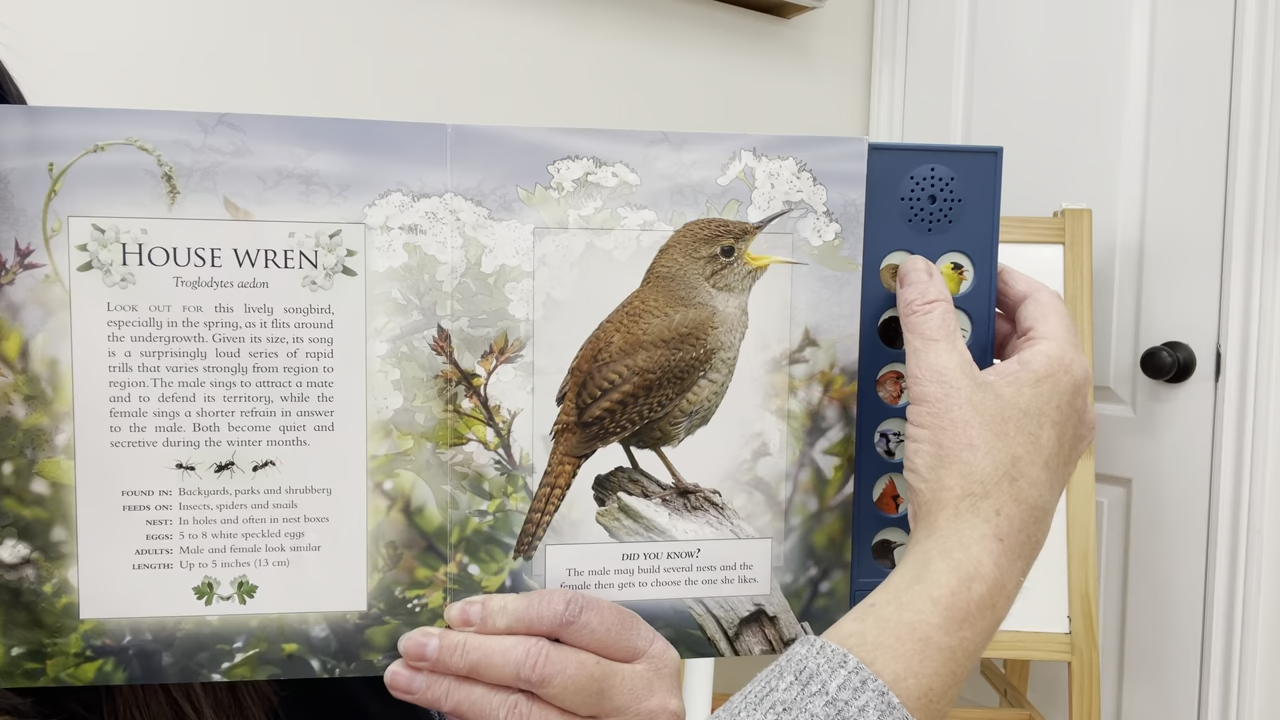 HOUSE WREN
Troglodytes aedon
LOOK OUT FOR this lively songbird,
especially in the spring, as it flits around
the undergrowth. Given its size, its song
is a surprisingly loud series of rapid
trills that varies strongly from region to
region. The male sings to attract a mate
and to defend its territory, while the
female sings a shorter refrain in answer
to the male. Both become quiet and
secretive during the winter months.
FOUND IN: Backyards, parks and shrubbery
FEEDS ON: Insects, spiders and snails
NEST: In holes and often in nest boxes
EGGS: 5 to 8 white speckled eggs
ADULTS: Male and female look similar
LENGTH: Up to 5 inches (13 cm)
DID YOU KNOW?
The male may build several nests and the
female then gets to choose the one she likes.